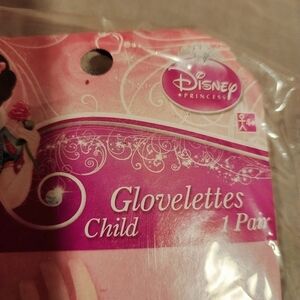 Disney
PRINCESS
Glovelettes
Child
1 Pair